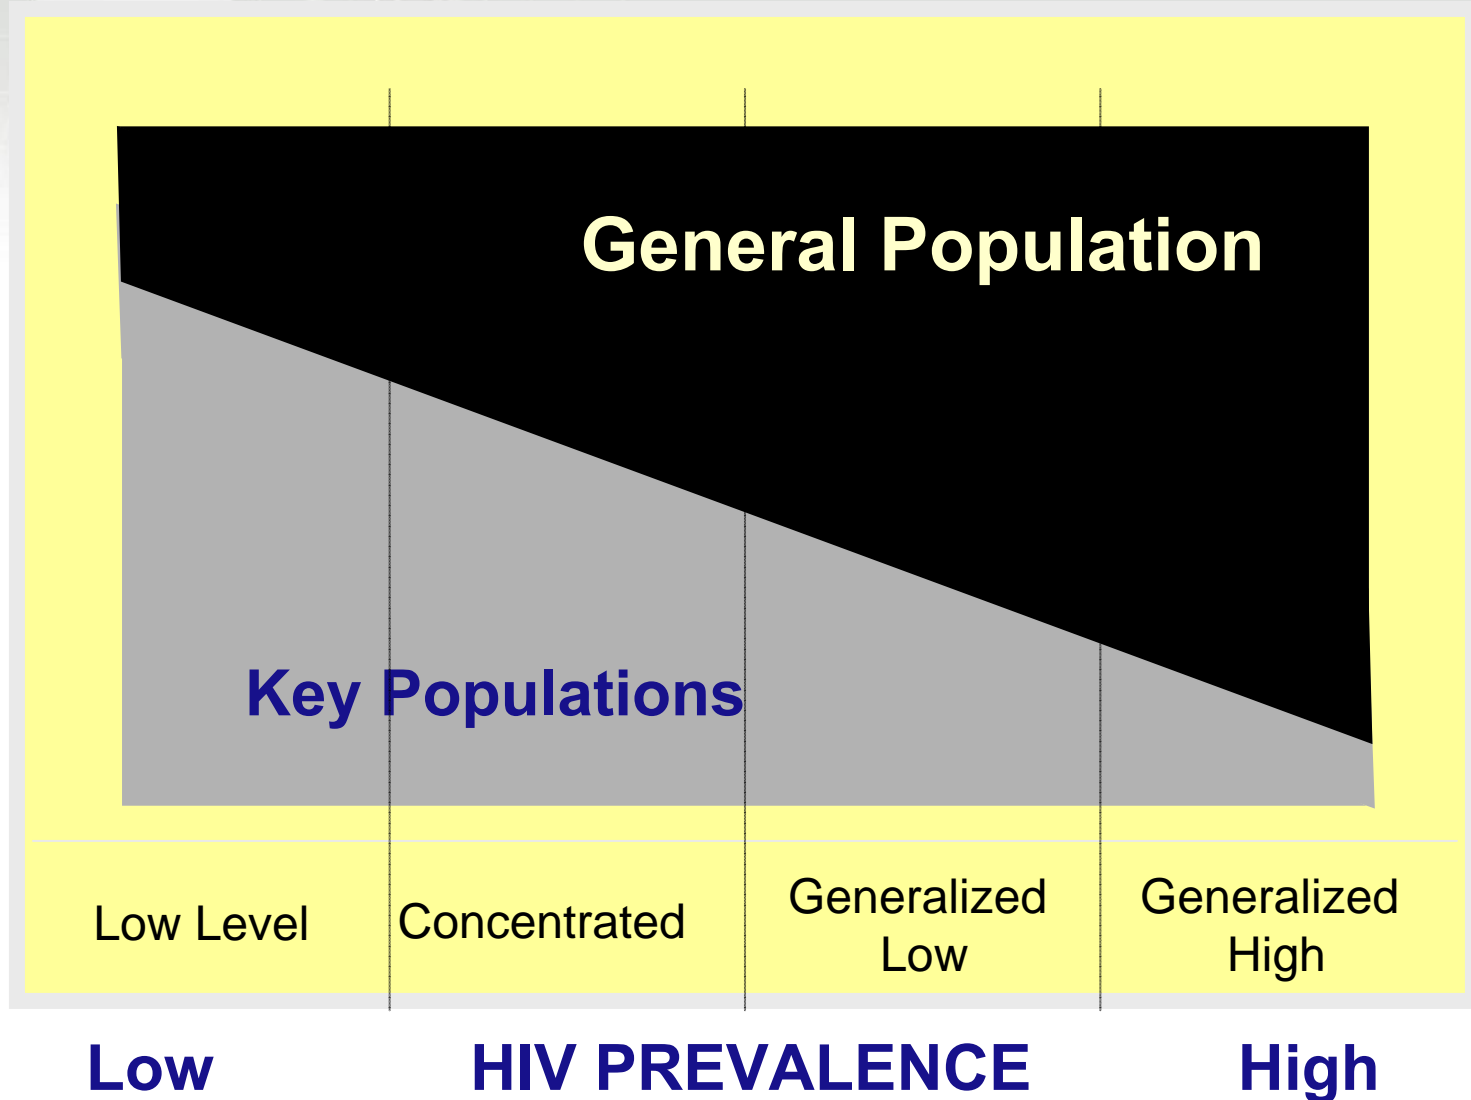 General Population
Key Populations
Low Level
Concentrated
Generalized
Low
Generalized
High
Low HIV PREVALENCE High